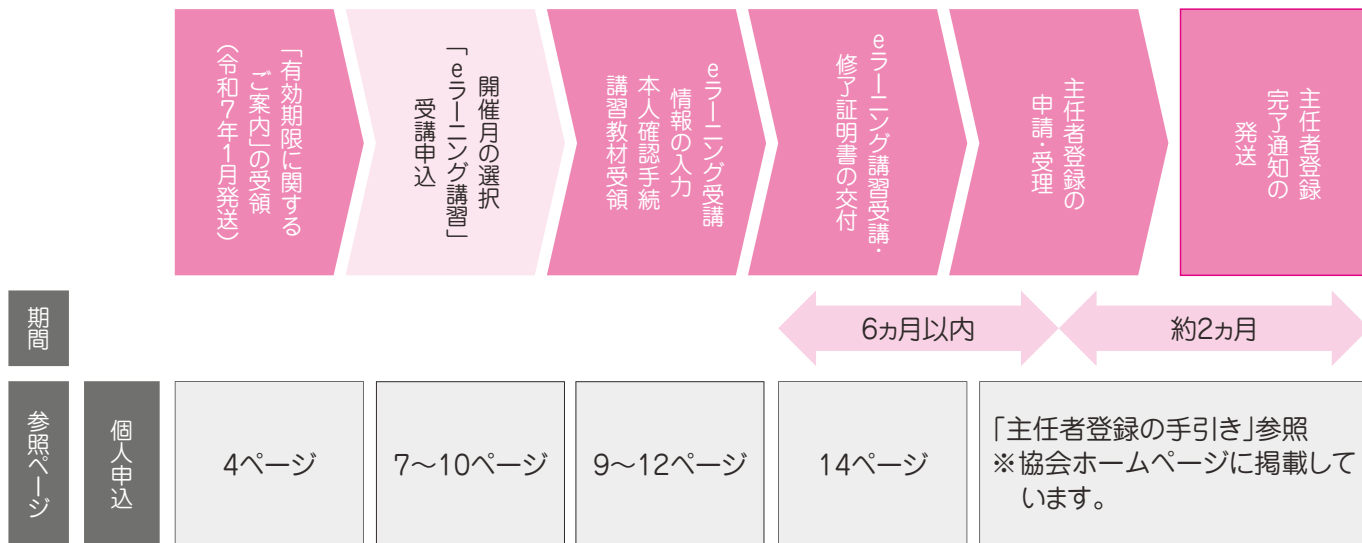 「有効期限に関する
ご案内」の受領
（令和7年1月発送）
開催月の選択
「eラーニング講習」
受講申込
eラーニング受講
情報の入力
本人確認手続
講習教材受領
eラーニング講習受講・
修了証明書の交付
主任者登録の
申請・受理
主任者登録
完了通知の
発送
期間
6ヵ月以内
約2ヵ月
参照ページ
個人申込
4ページ
7～10ページ
9～12ページ
14ページ
「主任者登録の手引き」参照
※協会ホームページに掲載して
います。